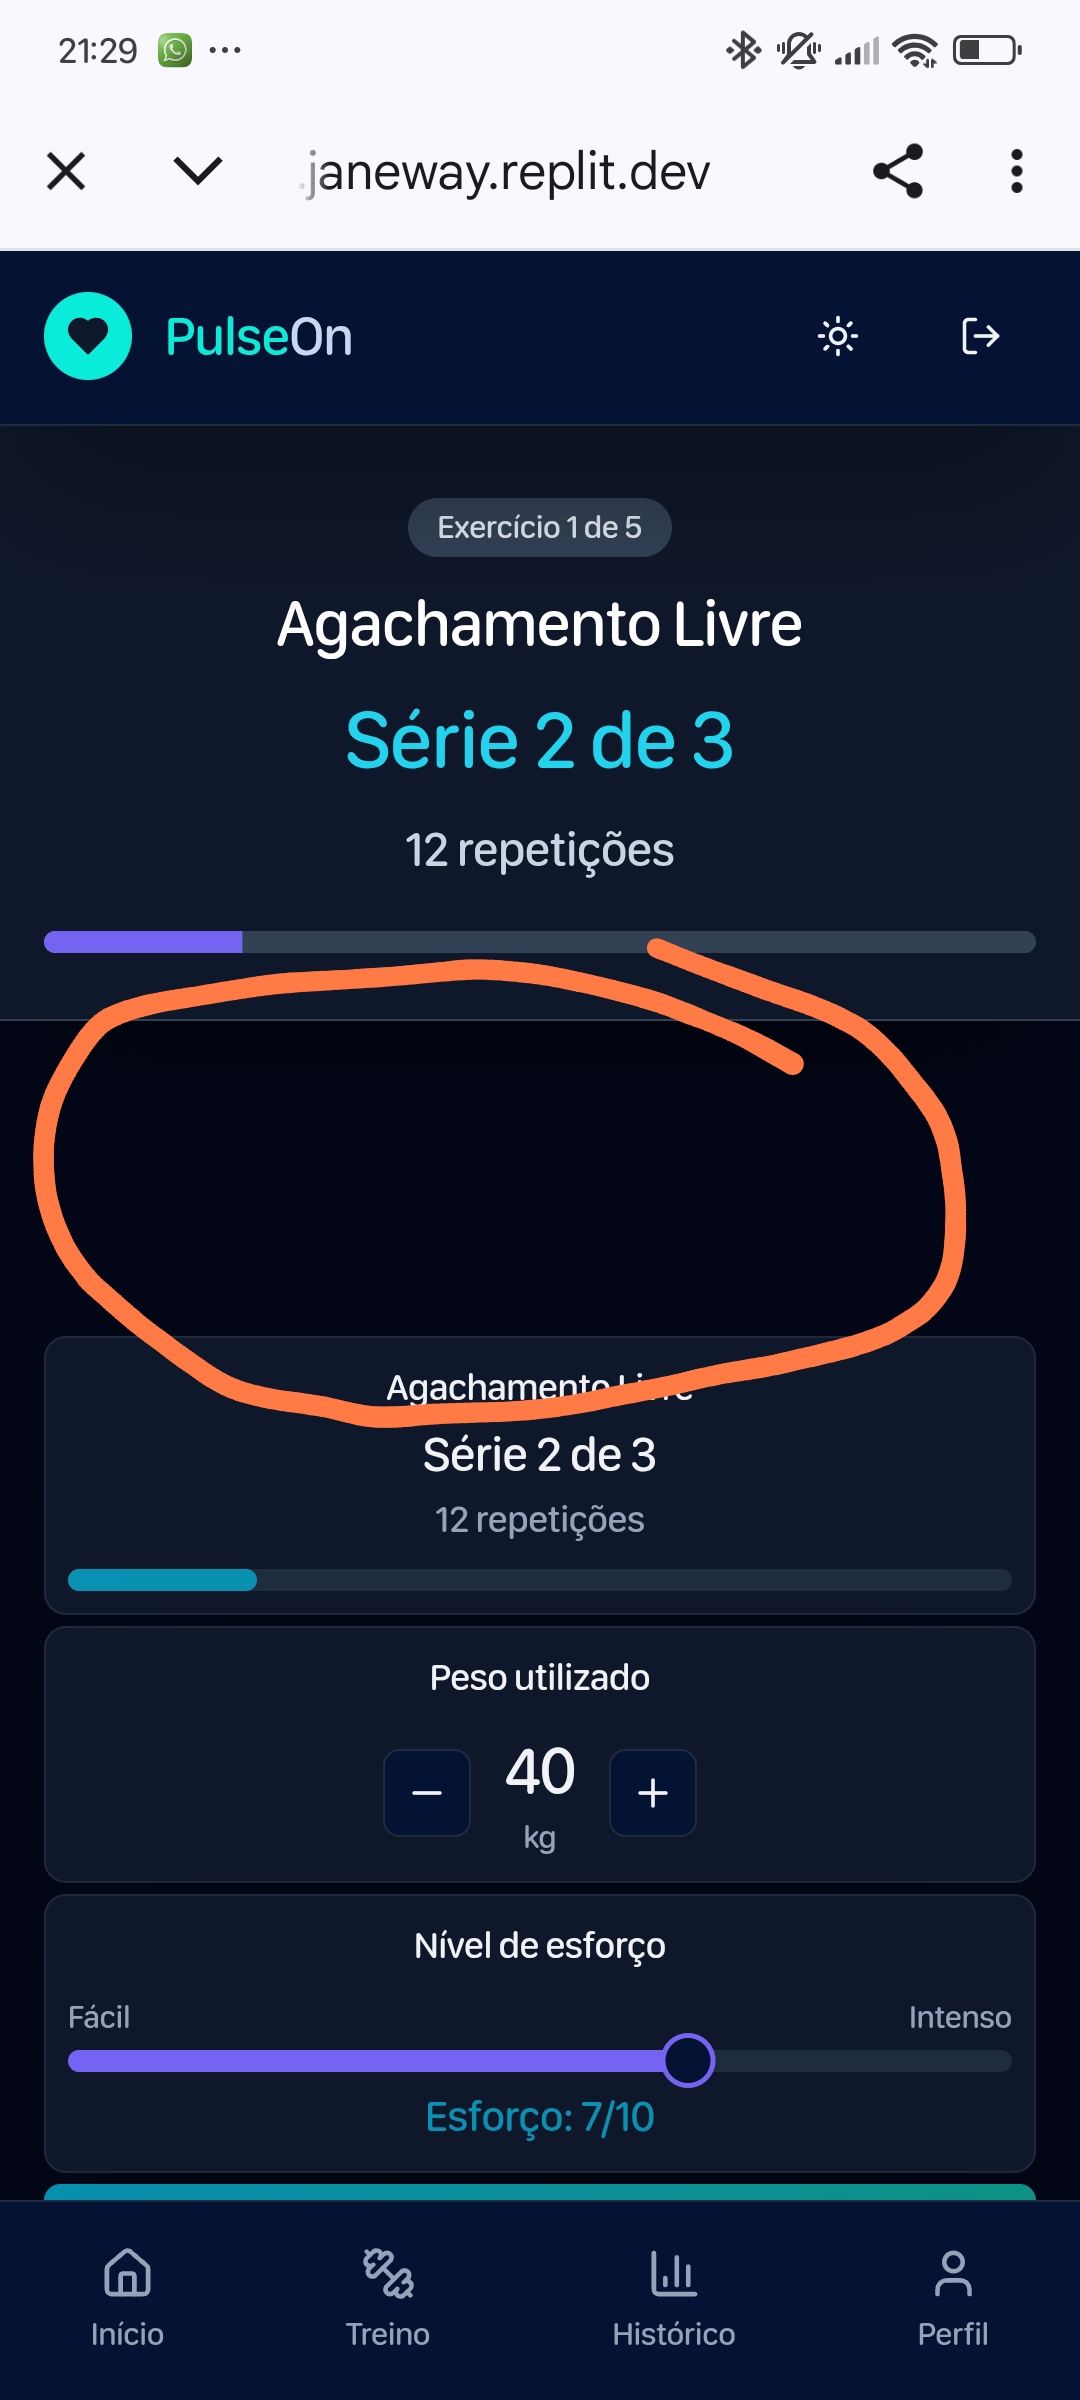 21:29
.janeway.replit.dev
PulseOn
Exercício 1 de 5
Agachamento Livre
Série 2 de 3
12 repetições
Agachamento Livre
Série 2 de 3
12 repetições
Peso utilizado
40
kg
Nível de esforço
Fácil Intenso
Esforço: 7/10
Início Treino Histórico Perfil